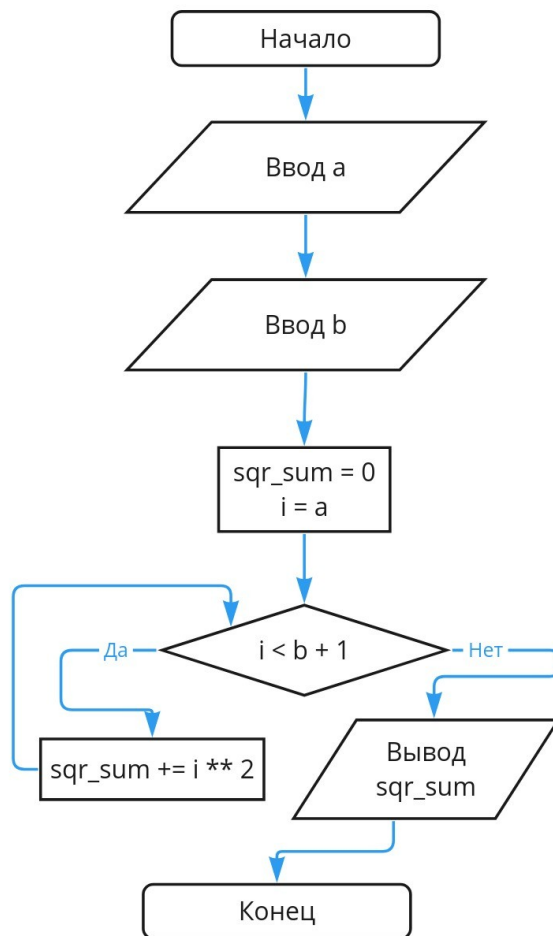 Начало
Ввод a
Ввод b
sqr_sum = 0
i = a
i < b + 1
Да
Нет
sqr_sum += i ** 2
Вывод
sqr_sum
Конец